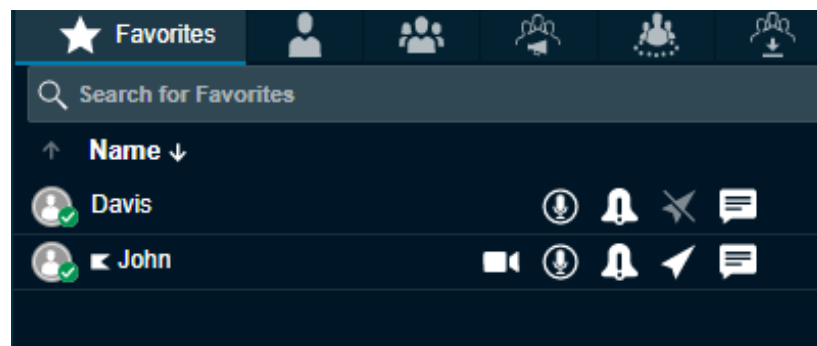 Favorites
Search for Favorites
Name
Davis
John